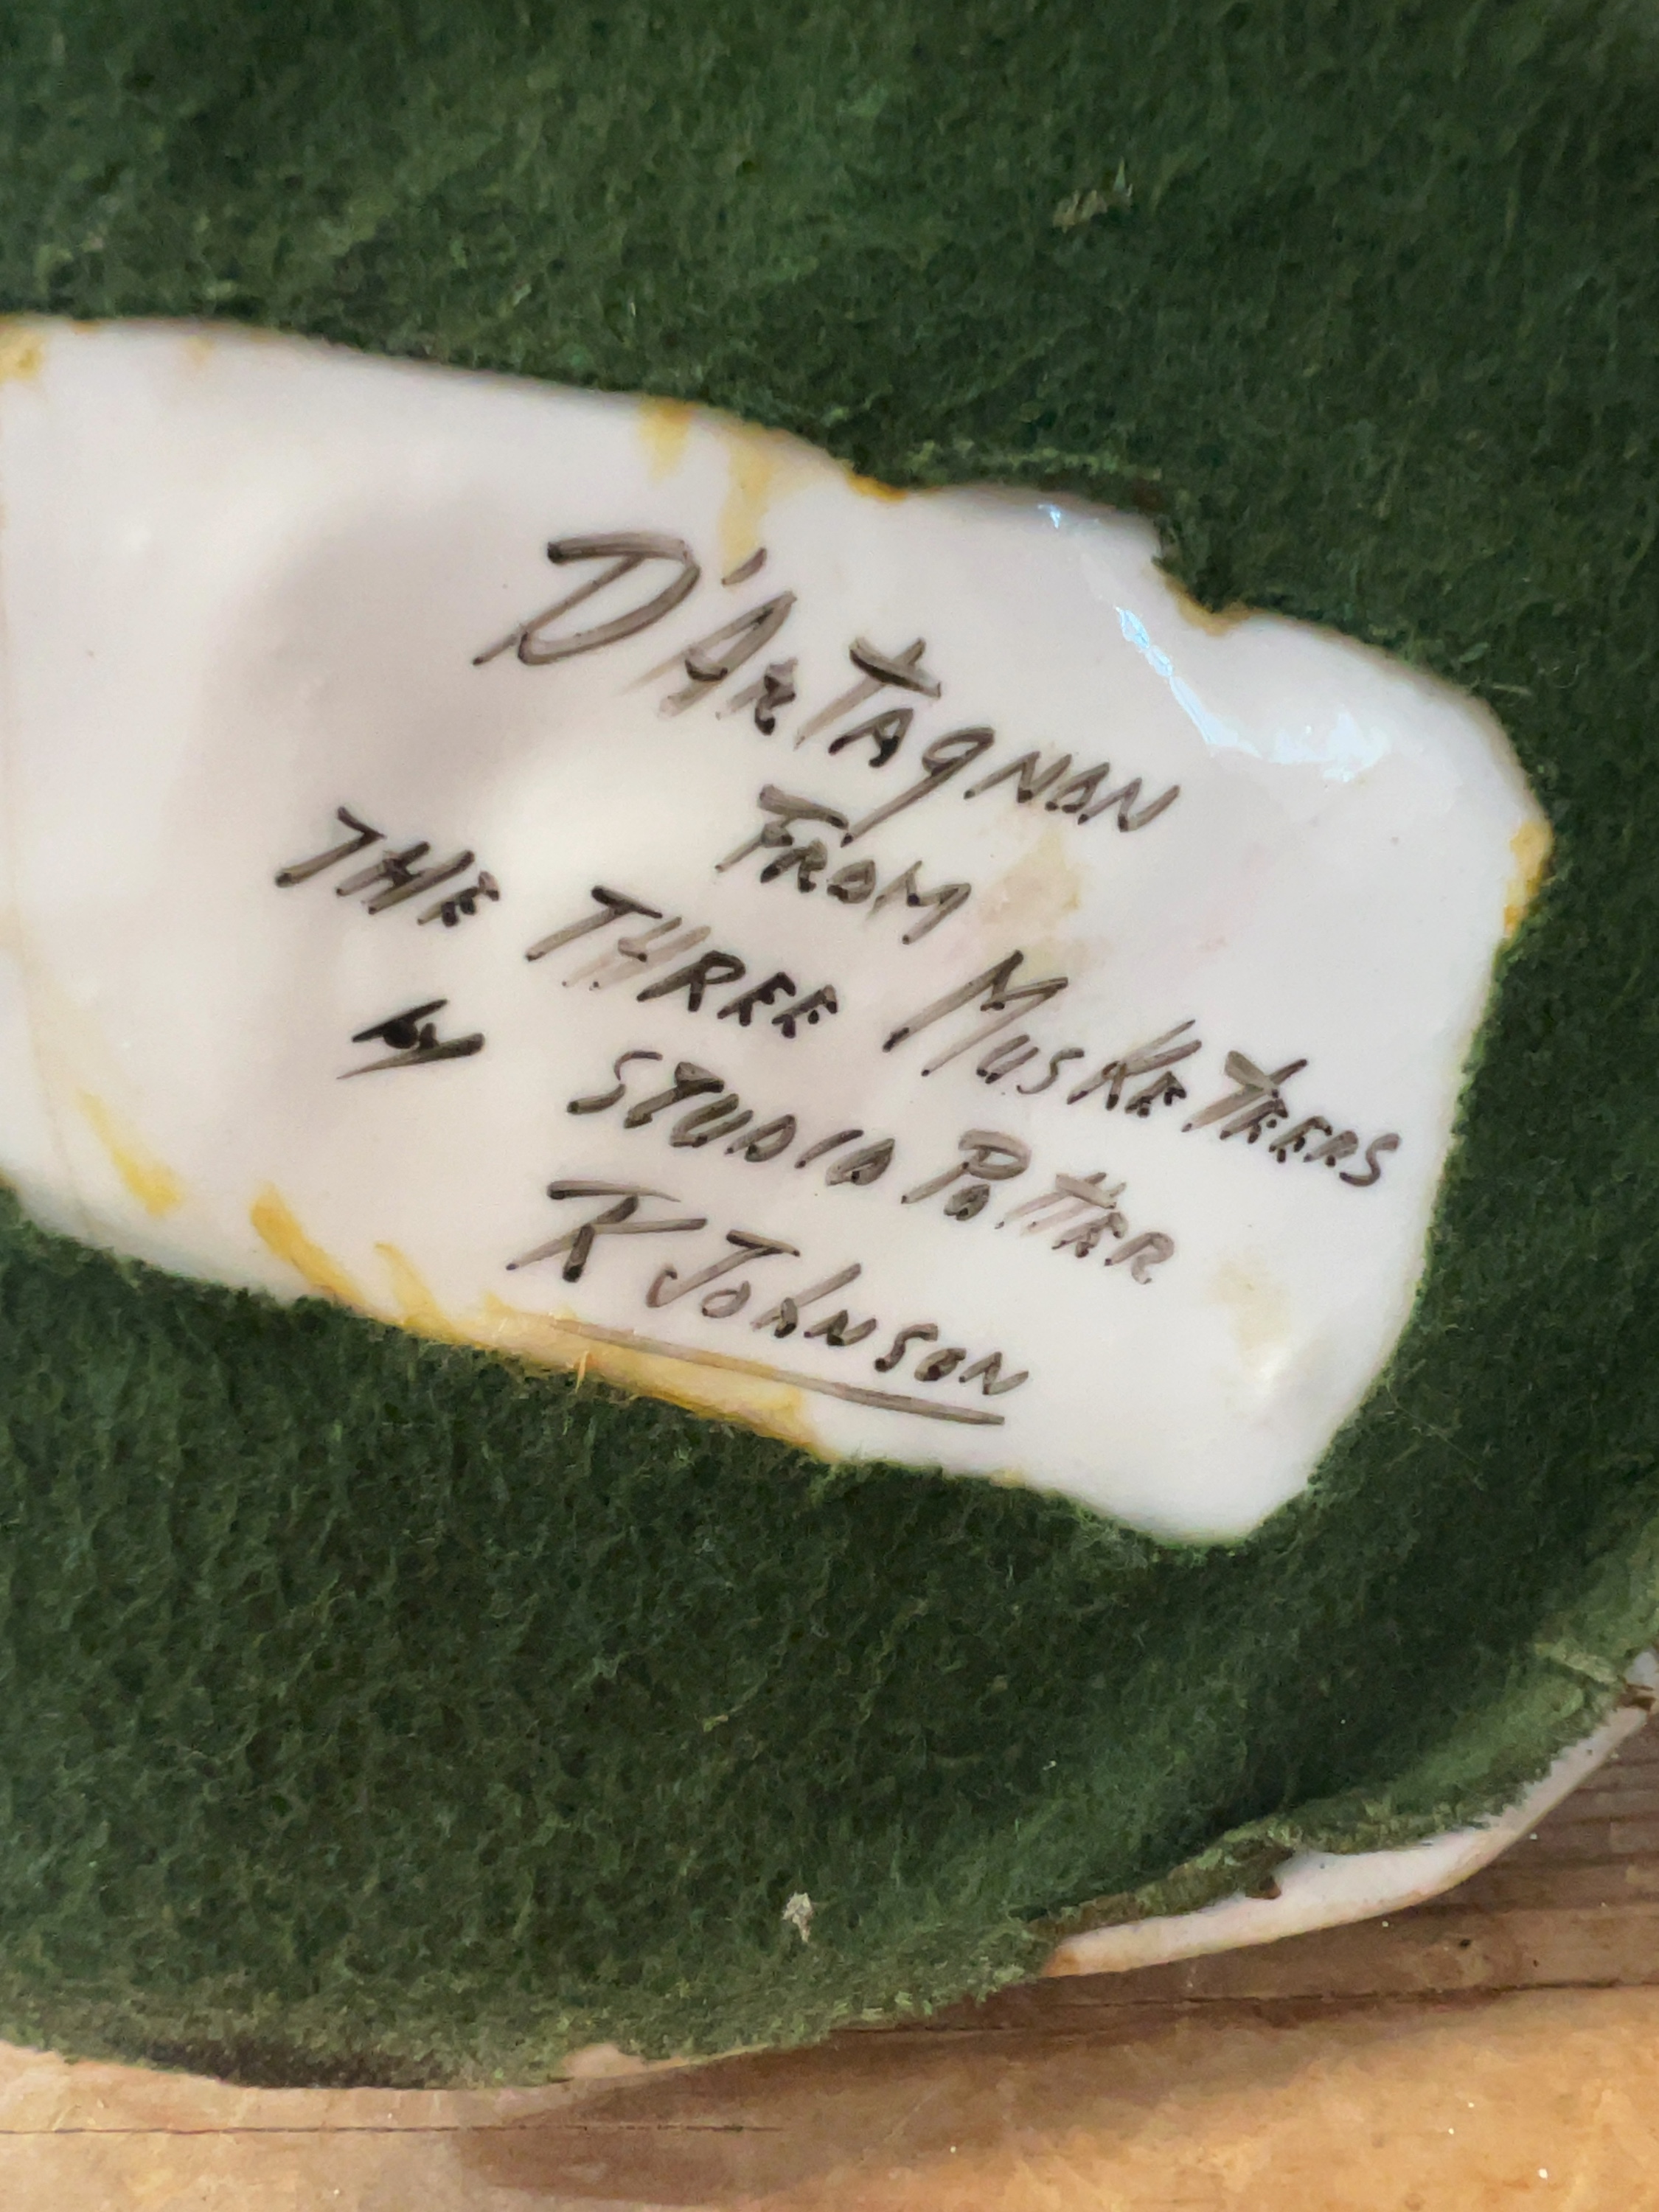 D'ArTAgnan
FROM
THE THREE MUSKETEERS
by STUDIO POTTER
K JOhNSON